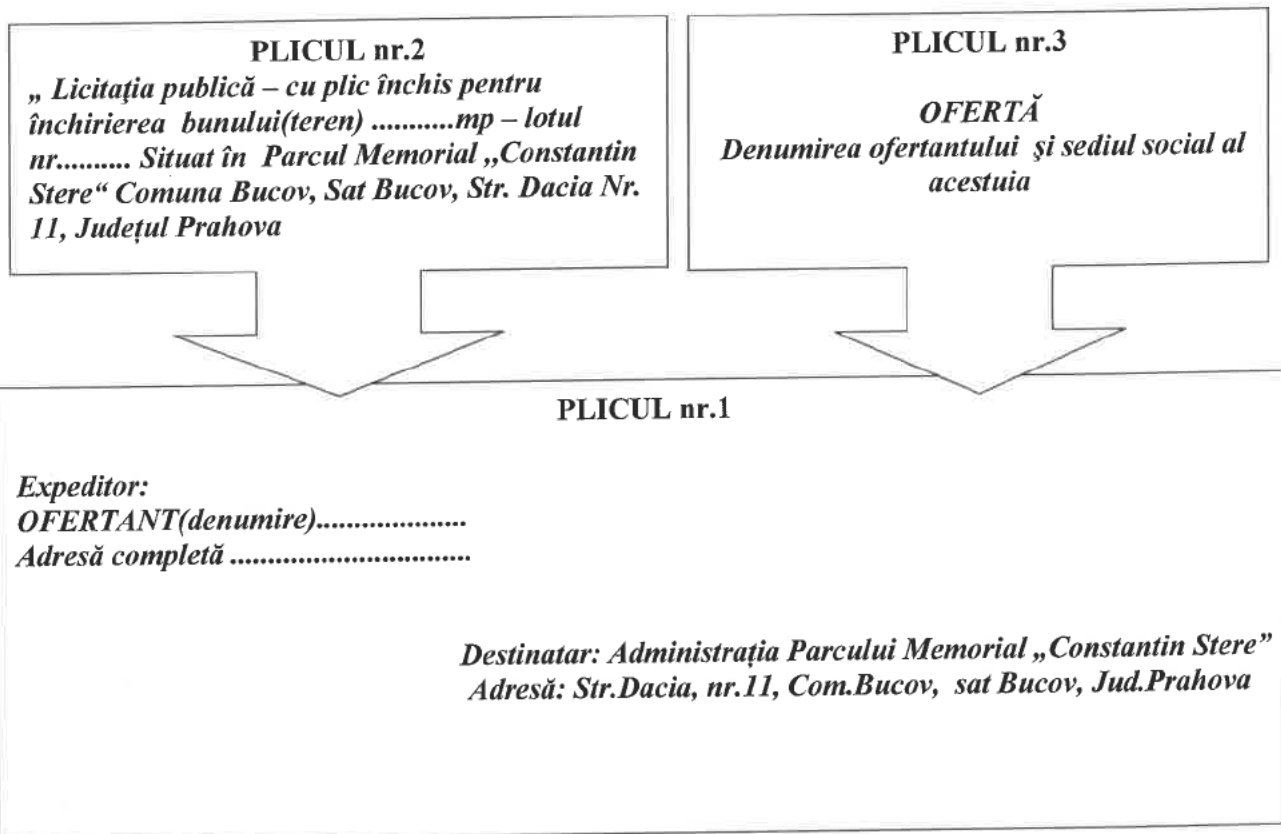 PLICUL nr.2
„ Licitaţia publică – cu plic închis pentru
închirierea bunului(teren) ...........mp – lotul
nr.......... Situat în Parcul Memorial „Constantin
Stere“ Comuna Bucov, Sat Bucov, Str. Dacia Nr.
11, Județul Prahova
PLICUL nr.3
OFERTĂ
Denumirea ofertantului şi sediul social al
acestuia
PLICUL nr.1
Expeditor:
OFERTANT(denumire)....................
Adresă completă ................................
Destinatar: Administrația Parcului Memorial „Constantin Stere”
Adresă: Str.Dacia, nr.11, Com.Bucov, sat Bucov, Jud.Prahova